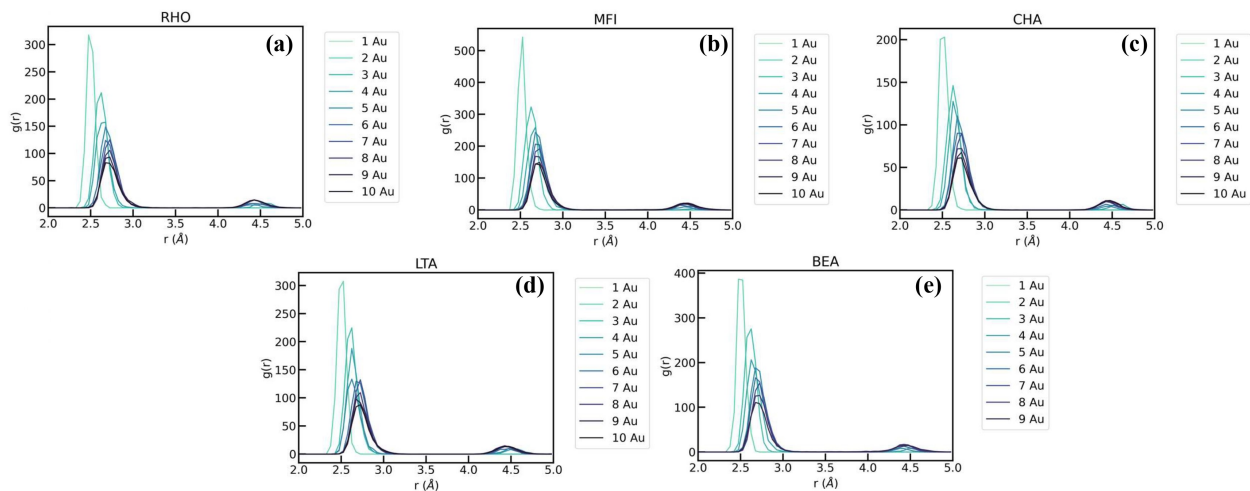 RHO
(a)
g(r)
300
250
200
150
100
50
0
2.0 2.5 3.0 3.5 4.0 4.5 5.0
r (Å)
1 Au
2 Au
3 Au
4 Au
5 Au
6 Au
7 Au
8 Au
9 Au
10 Au
MFI
(b)
g(r)
500
400
300
200
100
0
2.0 2.5 3.0 3.5 4.0 4.5 5.0
r (Å)
1 Au
2 Au
3 Au
4 Au
5 Au
6 Au
7 Au
8 Au
9 Au
10 Au
CHA
(c)
g(r)
200
150
100
50
0
2.0 2.5 3.0 3.5 4.0 4.5 5.0
r (Å)
1 Au
2 Au
3 Au
4 Au
5 Au
6 Au
7 Au
8 Au
9 Au
10 Au
LTA
(d)
g(r)
300
250
200
150
100
50
0
2.0 2.5 3.0 3.5 4.0 4.5 5.0
r (Å)
1 Au
2 Au
3 Au
4 Au
5 Au
6 Au
7 Au
8 Au
9 Au
10 Au
BEA
(e)
g(r)
400
300
200
100
0
2.0 2.5 3.0 3.5 4.0 4.5 5.0
r (Å)
1 Au
2 Au
3 Au
4 Au
5 Au
6 Au
7 Au
8 Au
9 Au